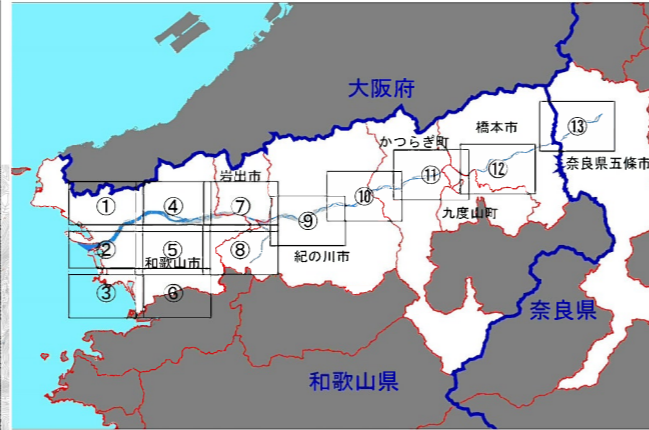 大阪府
⑬
橋本市
かつらぎ町
奈良県五條市
岩出市
⑪
⑫
⑩
①
④
⑦
⑨
九度山町
②
⑤
⑧
紀の川市
和歌山市
③
⑥
奈良県
和歌山県